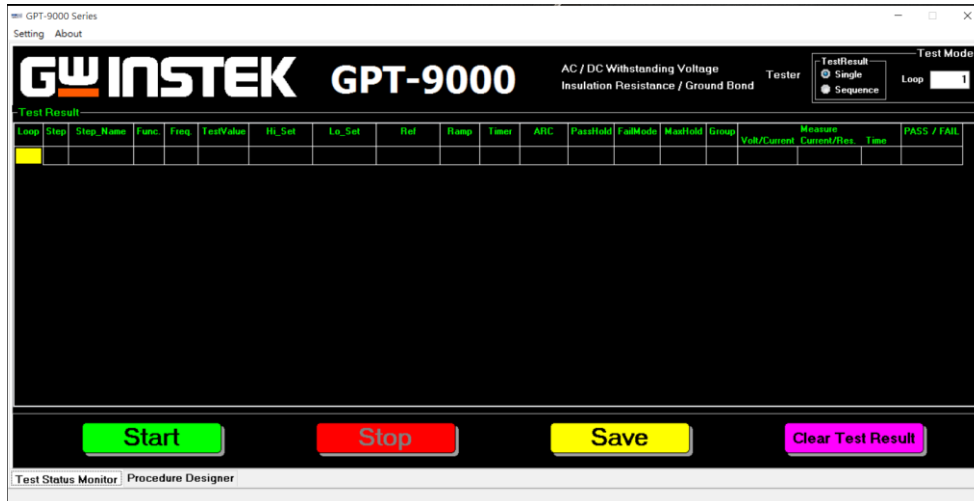 GPT-9000 Series
Setting About
GW INSTEK GPT-9000
AC / DC Withstanding Voltage
Insulation Resistance / Ground Bond
Tester
Test Mode
TestResult
Single
Sequence
Loop 1
Test Result
Loop Step Step_Name Func. Freq. TestValue Hi_Set Lo_Set Ref Ramp Timer ARC PassHold FailMode MaxHold Group Measure PASS / FAIL
Volt/Current Current/Res. Time
Start Stop Save Clear Test Result
Test Status Monitor Procedure Designer